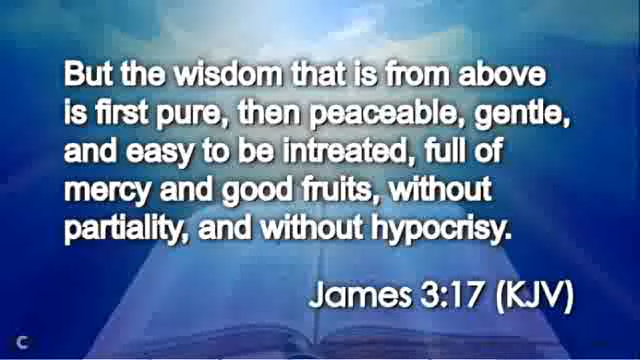 But the wisdom that is from above
is first pure, then peaceable, gentle,
and easy to be intreated, full of
mercy and good fruits, without
partiality, and without hypocrisy.
James 3:17 (KJV)
C